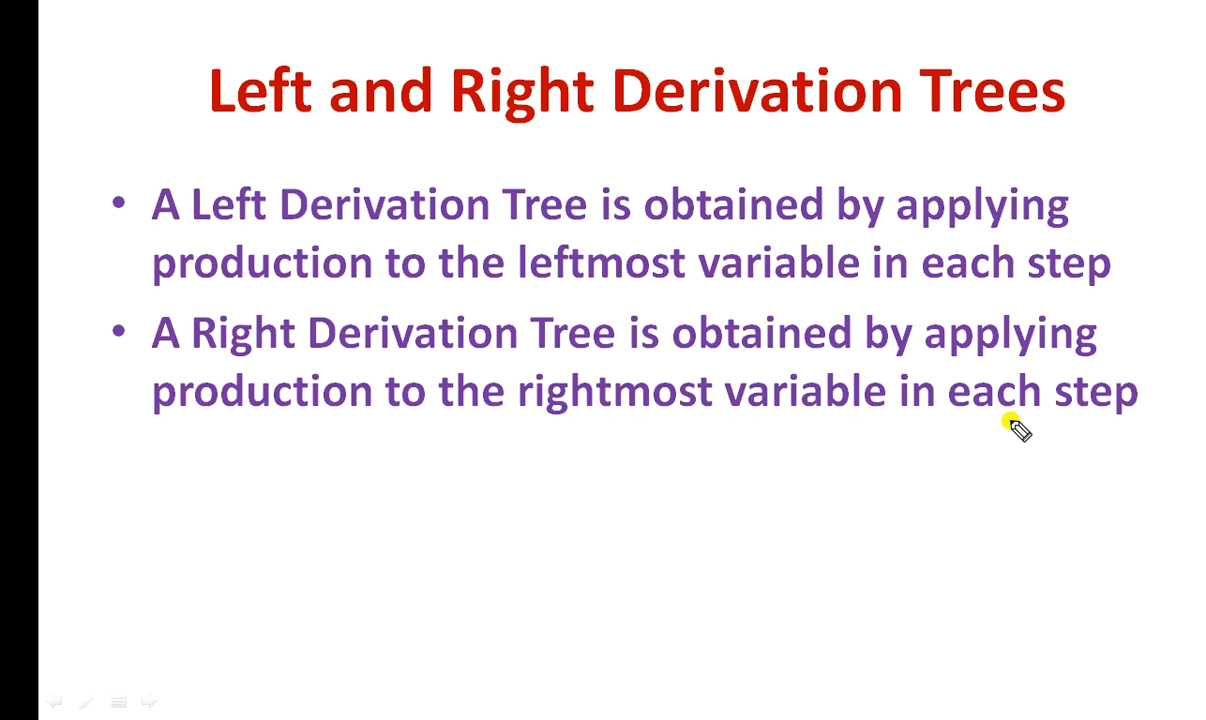 Left and Right Derivation Trees
• A Left Derivation Tree is obtained by applying
production to the leftmost variable in each step
• A Right Derivation Tree is obtained by applying
production to the rightmost variable in each step